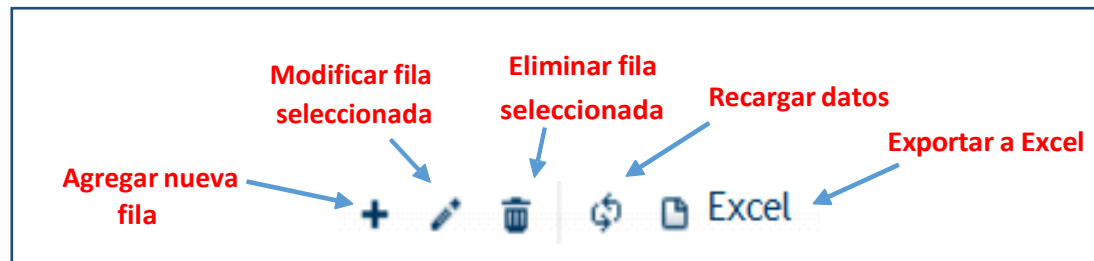 Modificar fila
seleccionada
Eliminar fila
seleccionada
Recargar datos
Exportar a Excel
Agregar nueva
fila
Excel